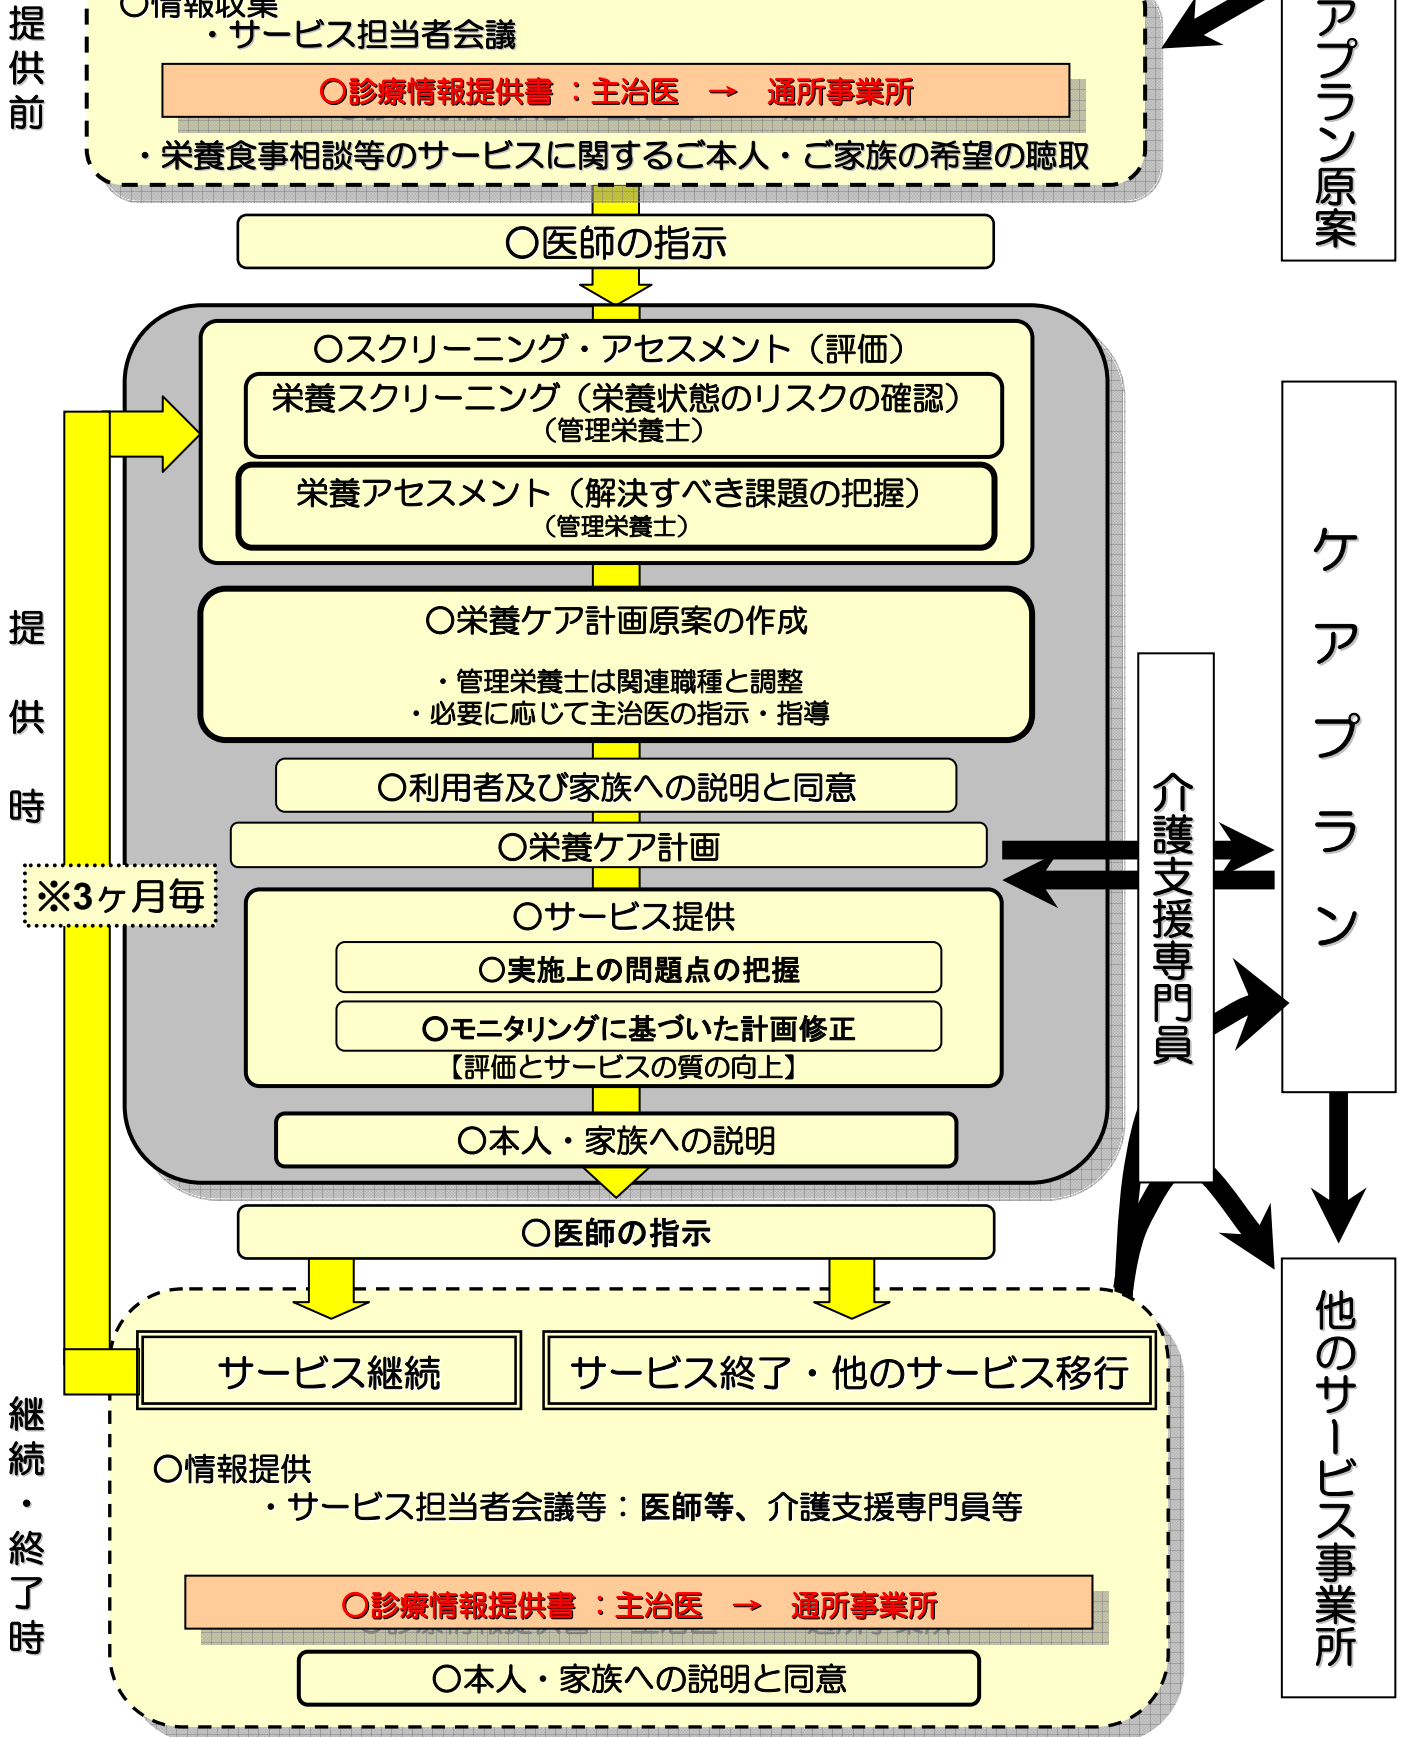 提供前
〇情報収集
・サービス担当者会議
〇診療情報提供書：主治医　→　通所事業所
・栄養食事相談等のサービスに関するご本人・ご家族の希望の聴取
アプラン原案
〇医師の指示
〇スクリーニング・アセスメント（評価）
栄養スクリーニング（栄養状態のリスクの確認）
（管理栄養士）
栄養アセスメント（解決すべき課題の把握）
（管理栄養士）
提供時
〇栄養ケア計画原案の作成
・管理栄養士は関連職種と調整
・必要に応じて主治医の指示・指導
〇利用者及び家族への説明と同意
〇栄養ケア計画
※3ヶ月毎
〇サービス提供
〇実施上の問題点の把握
〇モニタリングに基づいた計画修正
【評価とサービスの質の向上】
〇本人・家族への説明
介護支援専門員
ケアプラン
〇医師の指示
継続・終了時
サービス継続
サービス終了・他のサービス移行
〇情報提供
・サービス担当者会議等：医師等、介護支援専門員等
〇診療情報提供書：主治医　→　通所事業所
〇本人・家族への説明と同意
他のサービス事業所